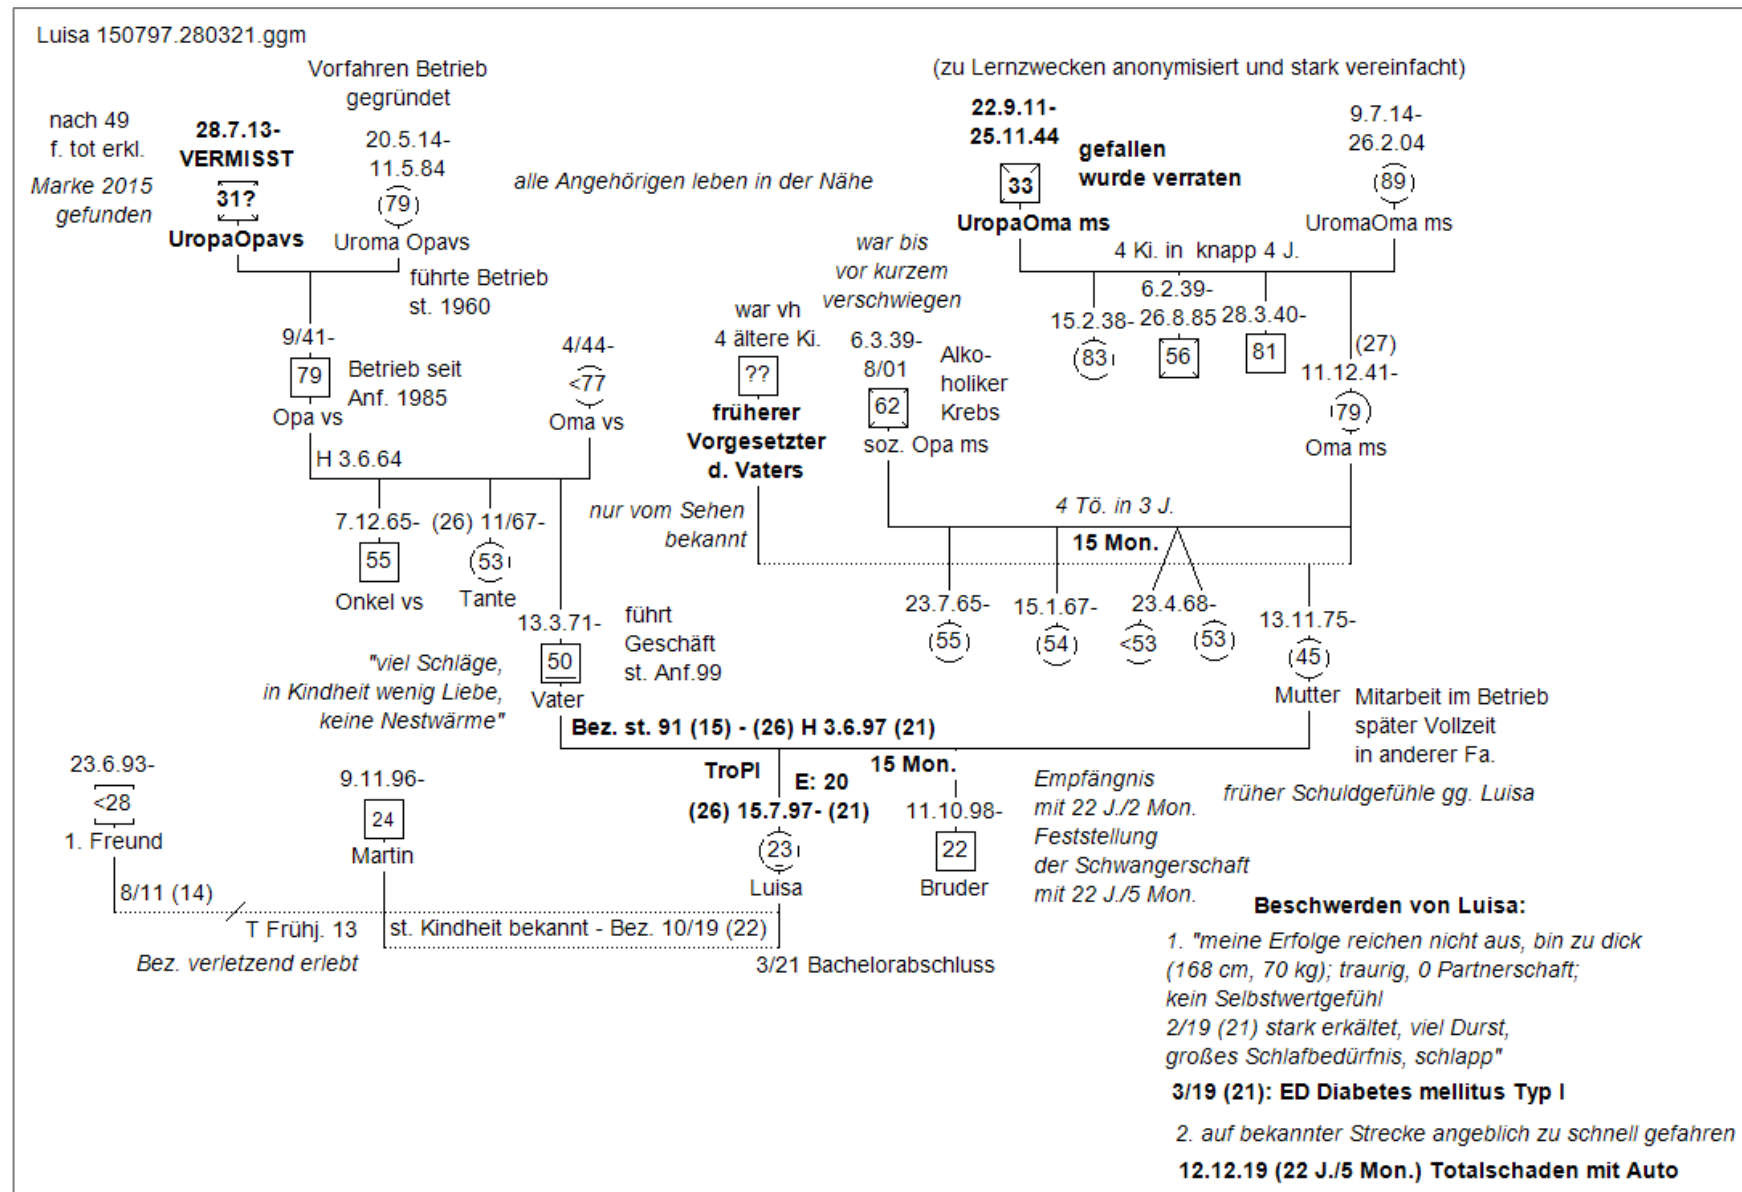 Luisa 150797.280321.ggm
Vorfahren Betrieb
gegründet
(zu Lernzwecken anonymisiert und stark vereinfacht)
nach 49
f. tot erkl.
Marke 2015
gefunden
28.7.13-
VERMISST
31?
UropaOpavs
20.5.14-
11.5.84
(79)
Uroma Opavs
alle Angehörigen leben in der Nähe
22.9.11-
25.11.44
33
UropaOma ms
gefallen
wurde verraten
9.7.14-
26.2.04
(89)
UromaOma ms
führte Betrieb
st. 1960
war bis
vor kurzem
verschwiegen
4 Ki. in knapp 4 J.
15.2.38-
83
6.2.39-
26.8.85
56
28.3.40-
81
(27)
11.12.41-
79
Oma ms
9/41-
79
Opa vs
Betrieb seit
Anf. 1985
4/44-
<77
Oma vs
war vh
4 ältere Ki.
??
früherer
Vorgesetzter
d. Vaters
6.3.39-
8/01
62
soz. Opa ms
Alko-
holiker
Krebs
H 3.6.64
nur vom Sehen
bekannt
4 Tö. in 3 J.
15 Mon.
7.12.65-
55
Onkel vs
(26) 11/67-
53
Tante
13.3.71-
50
Vater
führt
Geschäft
st. Anf.99
23.7.65-
55
15.1.67-
54
23.4.68-
<53
53
13.11.75-
45
Mutter
"viel Schläge,
in Kindheit wenig Liebe,
keine Nestwärme"
Mitarbeit im Betrieb
später Vollzeit
in anderer Fa.
Bez. st. 91 (15) - (26) H 3.6.97 (21)
23.6.93-
<28
1. Freund
9.11.96-
24
Martin
TroPI
E: 20
(26) 15.7.97- (21)
23
Luisa
15 Mon.
11.10.98-
22
Bruder
Empfängnis
mit 22 J./2 Mon.
Feststellung
der Schwangerschaft
mit 22 J./5 Mon.
früher Schuldgefühle gg. Luisa
8/11 (14)
T Frühj. 13
Bez. verletzend erlebt
st. Kindheit bekannt - Bez. 10/19 (22)
3/21 Bachelorabschluss
Beschwerden von Luisa:
1. "meine Erfolge reichen nicht aus, bin zu dick
(168 cm, 70 kg); traurig, 0 Partnerschaft;
kein Selbstwertgefühl
2/19 (21) stark erkältet, viel Durst,
großes Schlafbedürfnis, schlapp"
3/19 (21): ED Diabetes mellitus Typ I
2. auf bekannter Strecke angeblich zu schnell gefahren
12.12.19 (22 J./5 Mon.) Totalschaden mit Auto